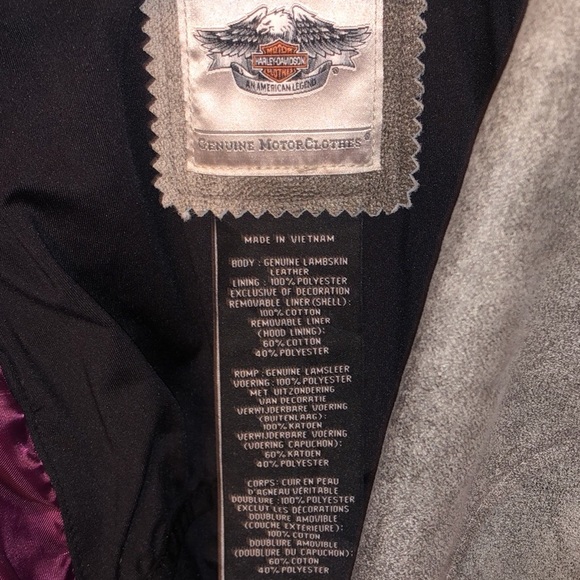 MOTOR
HARLEY-DAVIDSON
CLOTHES
AN AMERICAN LEGEND
GENUINE MOTORCLOTHES®
MADE IN VIETNAM
BODY : GENUINE LAMBSKIN
LEATHER
LINING : 100% POLYESTER
EXCLUSIVE OF DECORATION
REMOVABLE LINER (SHELL):
100% COTTON
REMOVABLE LINER
(HOOD LINING):
60% COTTON
40% POLYESTER
ROMP: GENUINE LAMSLEER
VOERING: 100% POLYESTER
MET UITZONDERING
VAN DECORATIE
VERWIJDERBARE VOERING
(BUITENLAAG):
100% KATOEN
VERWIJDERBARE VOERING
(VOERING CAPUCHON):
60% KATOEN
40% POLYESTER
CORPS: CUIR EN PEAU
D'AGNEAU VÉRITABLE
DOUBLURE :100% POLYESTER
EXCLUT LES DÉCORATIONS
DOUBLURE AMOVIBLE
(COUCHE EXTERIEURE):
100% COTON
DOUBLURE AMOVIBLE
(DOUBLURE DU CAPUCHON):
60% COTON
40% POLYESTER